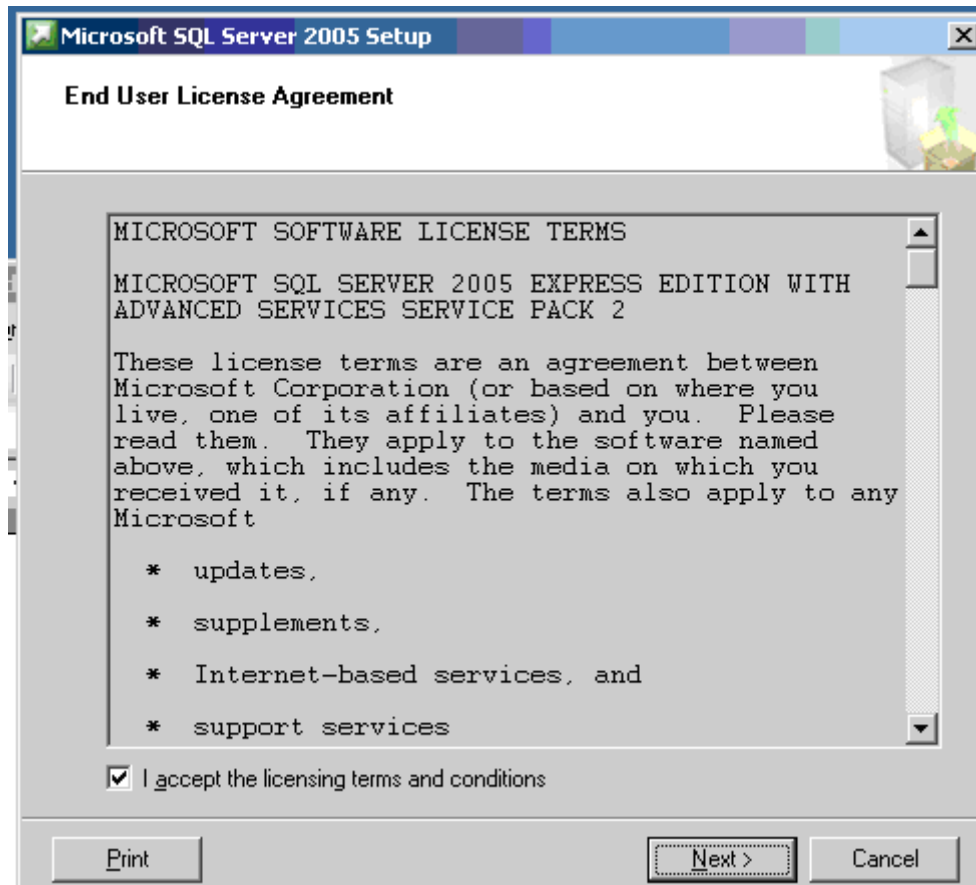 Microsoft SQL Server 2005 Setup
End User License Agreement
MICROSOFT SOFTWARE LICENSE TERMS
MICROSOFT SQL SERVER 2005 EXPRESS EDITION WITH
ADVANCED SERVICES SERVICE PACK 2
These license terms are an agreement between
Microsoft Corporation (or based on where you
live, one of its affiliates) and you.  Please
read them.  They apply to the software named
above, which includes the media on which you
received it, if any.  The terms also apply to any
Microsoft
*  updates,
*  supplements,
*  Internet-based services, and
*  support services
I accept the licensing terms and conditions
Print
Next >
Cancel